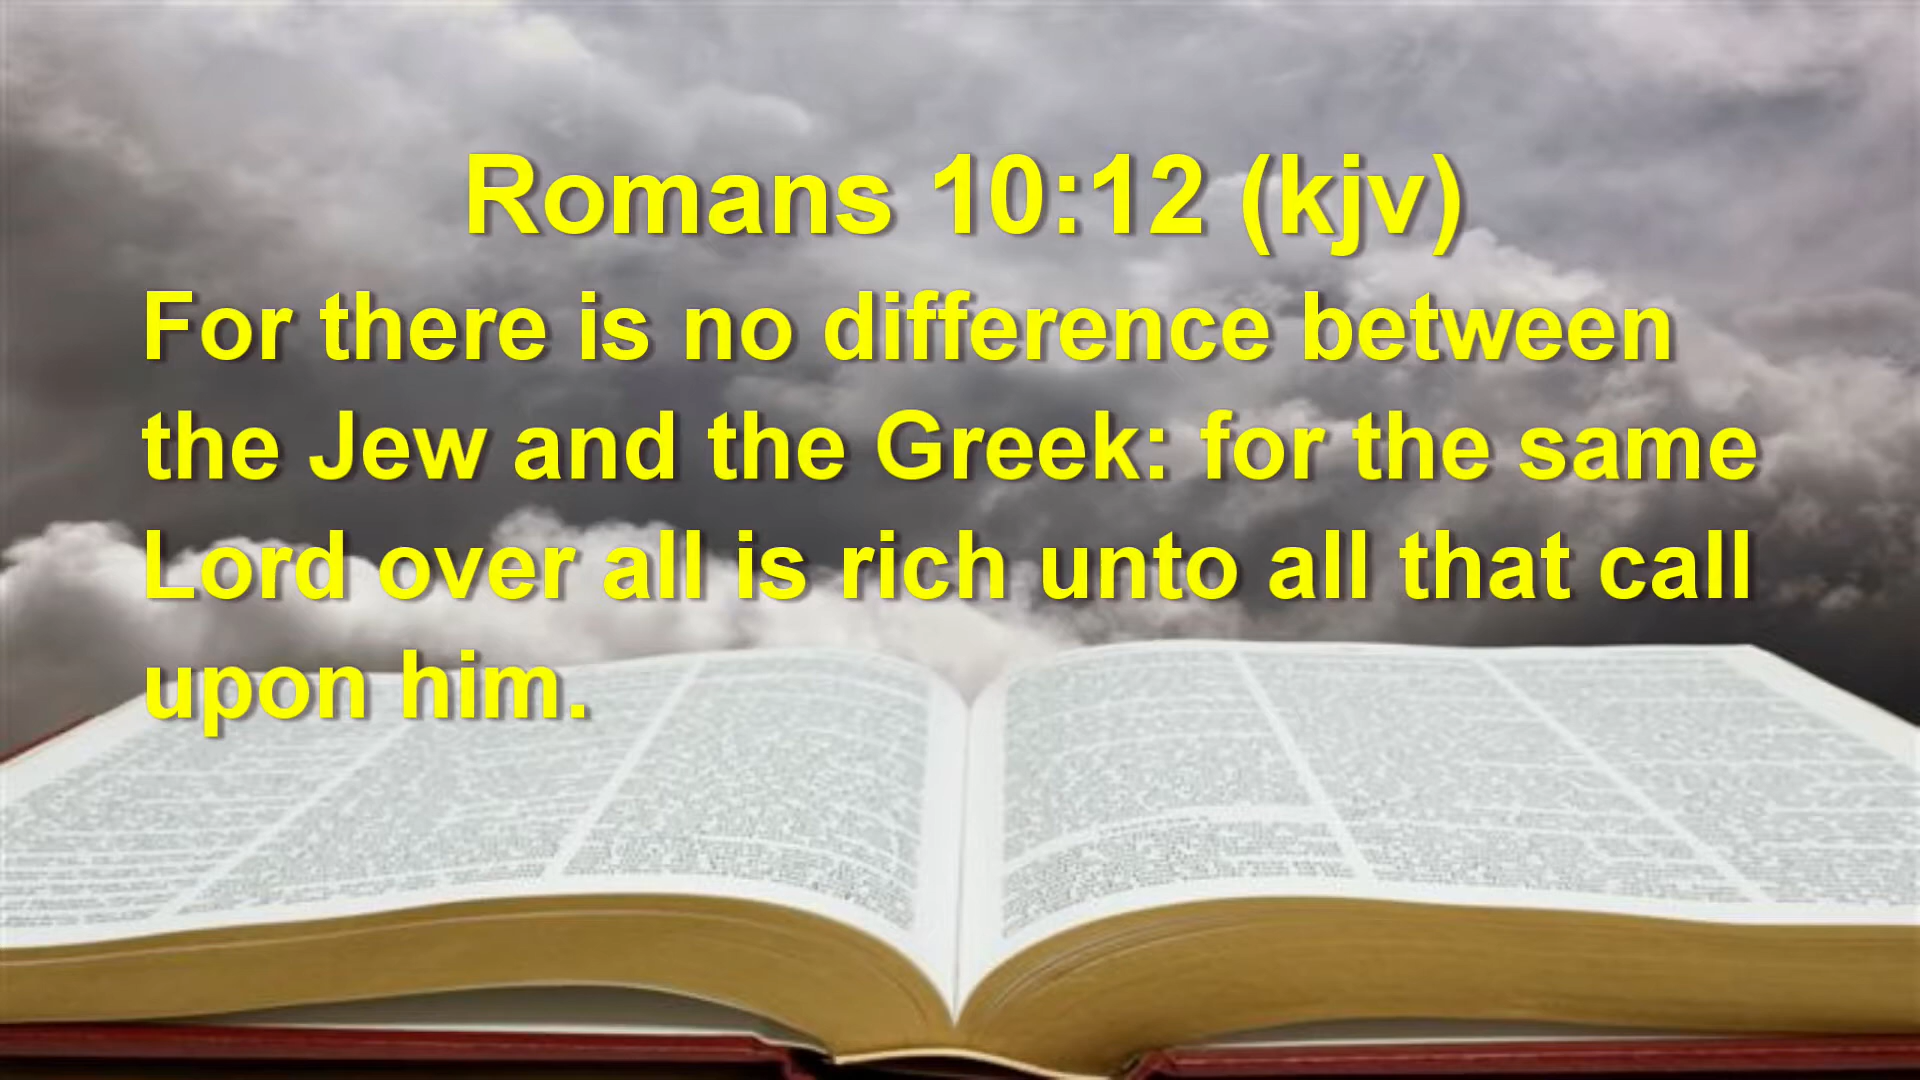 Romans 10:12 (kjv)
For there is no difference between
the Jew and the Greek: for the same
Lord over all is rich unto all that call
upon him.